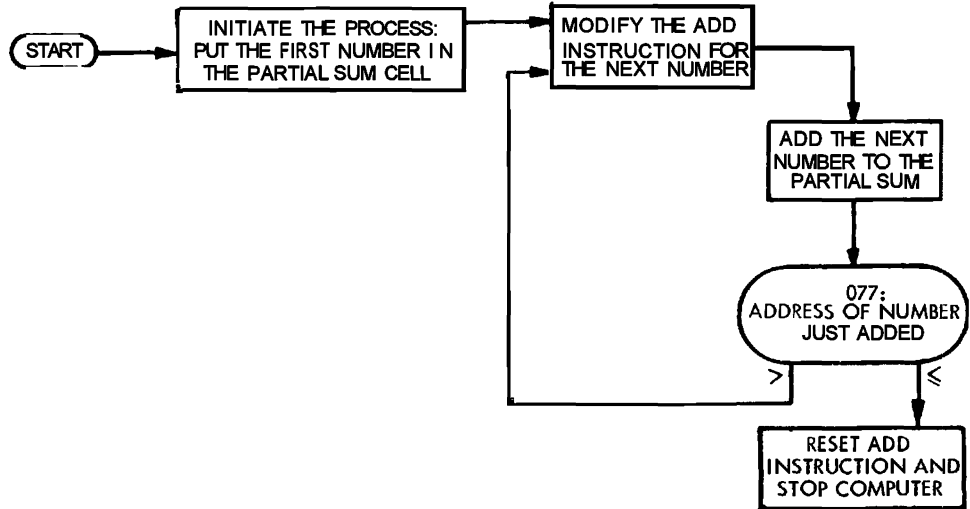 START
INITIATE THE PROCESS:
PUT THE FIRST NUMBER IN
THE PARTIAL SUM CELL
MODIFY THE ADD
INSTRUCTION FOR
THE NEXT NUMBER
ADD THE NEXT
NUMBER TO THE
PARTIAL SUM
077:
ADDRESS OF NUMBER
JUST ADDED
> ≤
RESET ADD
INSTRUCTION AND
STOP COMPUTER